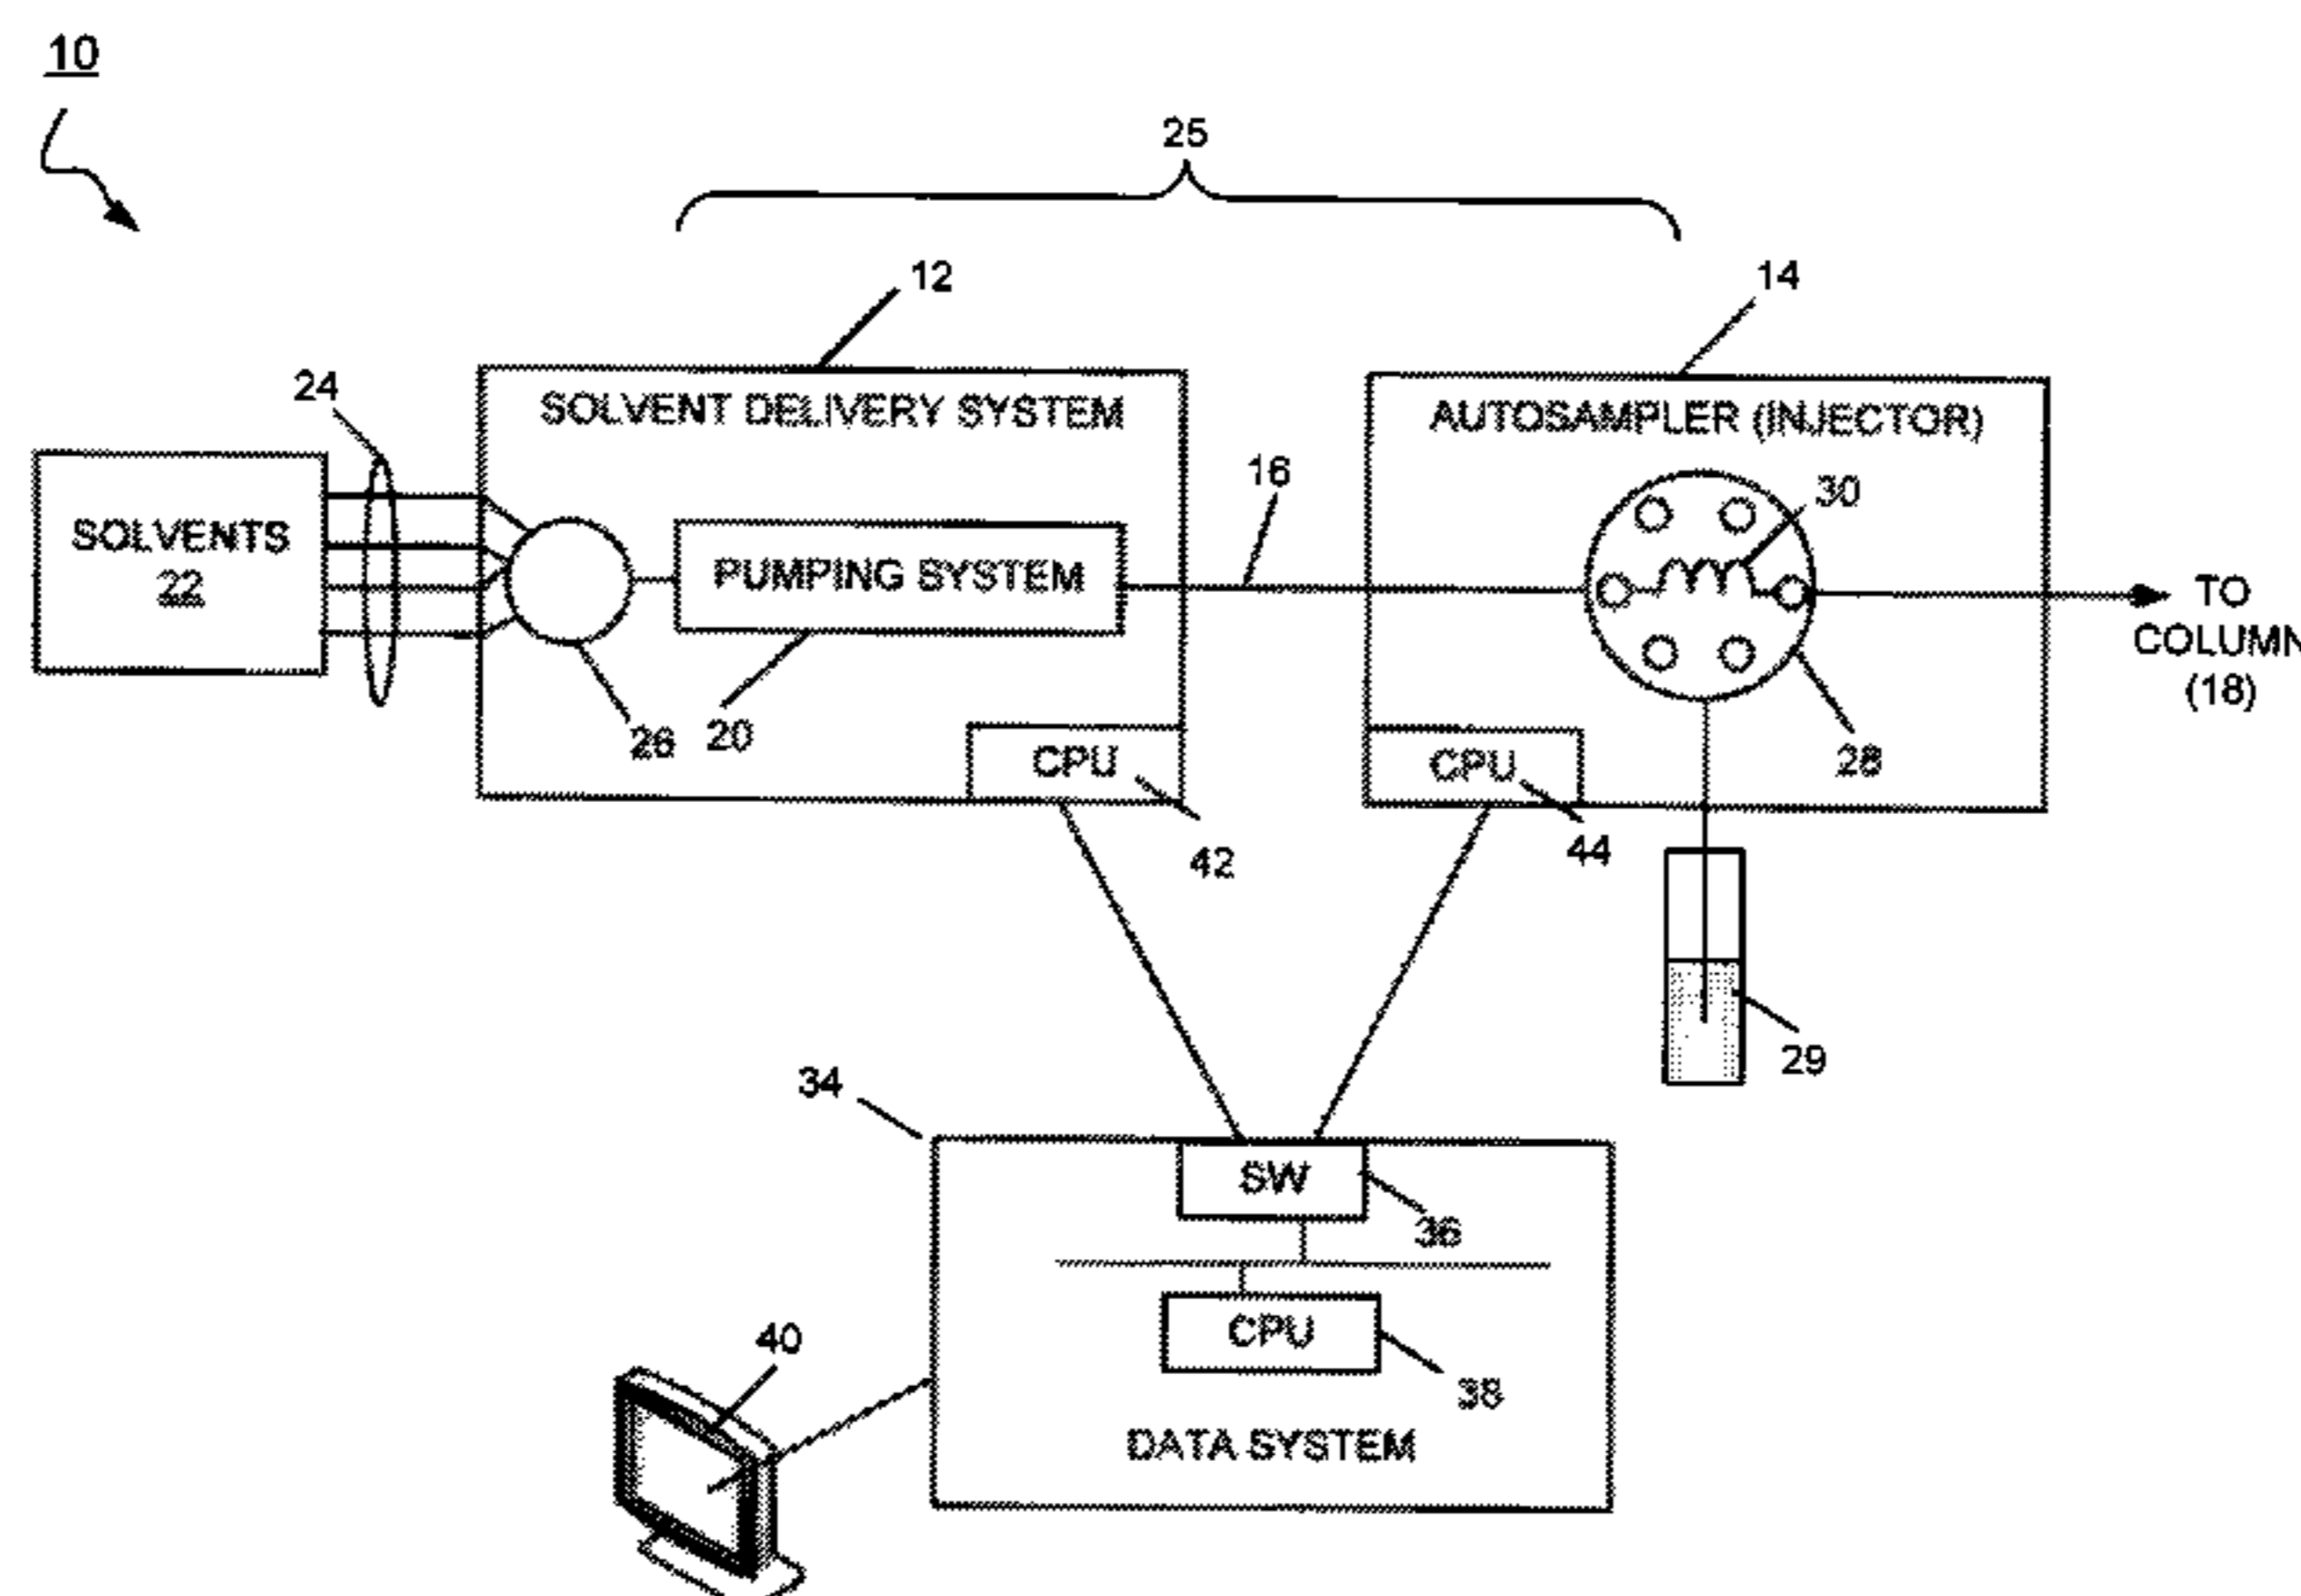 10
25
12
14
24
SOLVENT DELIVERY SYSTEM
AUTOSAMPLER (INJECTOR)
16
30
SOLVENTS
22
PUMPING SYSTEM
TO
COLUMN
(18)
26
20
CPU
CPU
28
42
44
29
34
SW
36
40
CPU
38
DATA SYSTEM